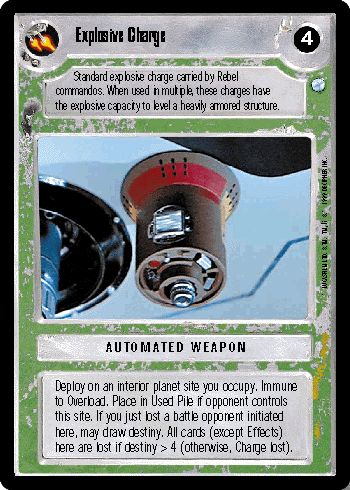 Explosive Charge
4
Standard explosive charge carried by Rebel
commandos. When used in multiple, these charges have
the explosive capacity to level a heavily armored structure.
AUTOMATED WEAPON
Deploy on an interior planet site you occupy. Immune
to Overload. Place in Used Pile if opponent controls
this site. If you just lost a battle opponent initiated
here, may draw destiny. All cards (except Effects)
here are lost if destiny > 4 (otherwise, Charge lost).